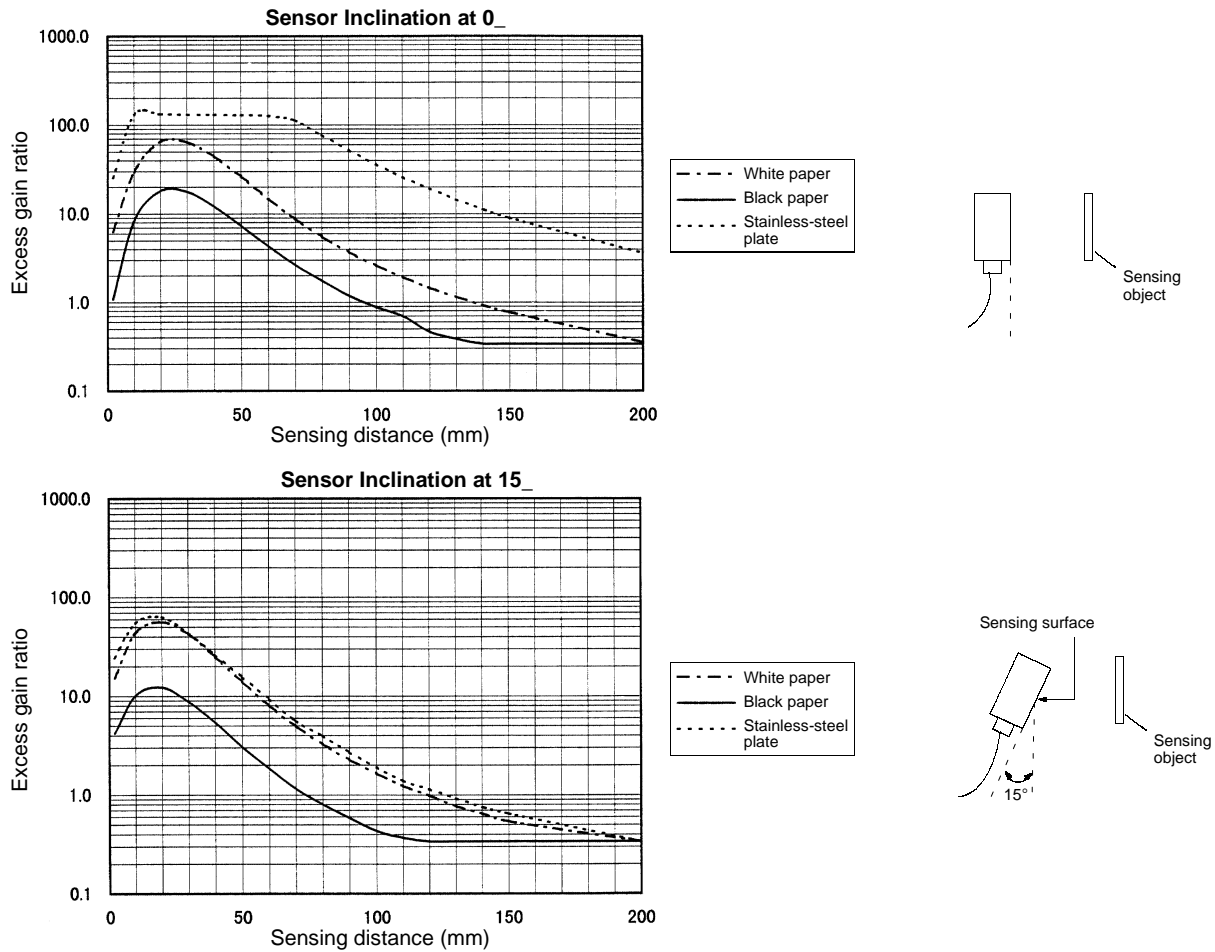 Sensor Inclination at 0_
Excess gain ratio
1000.0
100.0
10.0
1.0
0.1
0
50
100
150
200
Sensing distance (mm)
White paper
Black paper
Stainless-steel
plate
Sensing
object
Sensor Inclination at 15_
Excess gain ratio
1000.0
100.0
10.0
1.0
0.1
0
50
100
150
200
Sensing distance (mm)
White paper
Black paper
Stainless-steel
plate
Sensing surface
Sensing
object
15°